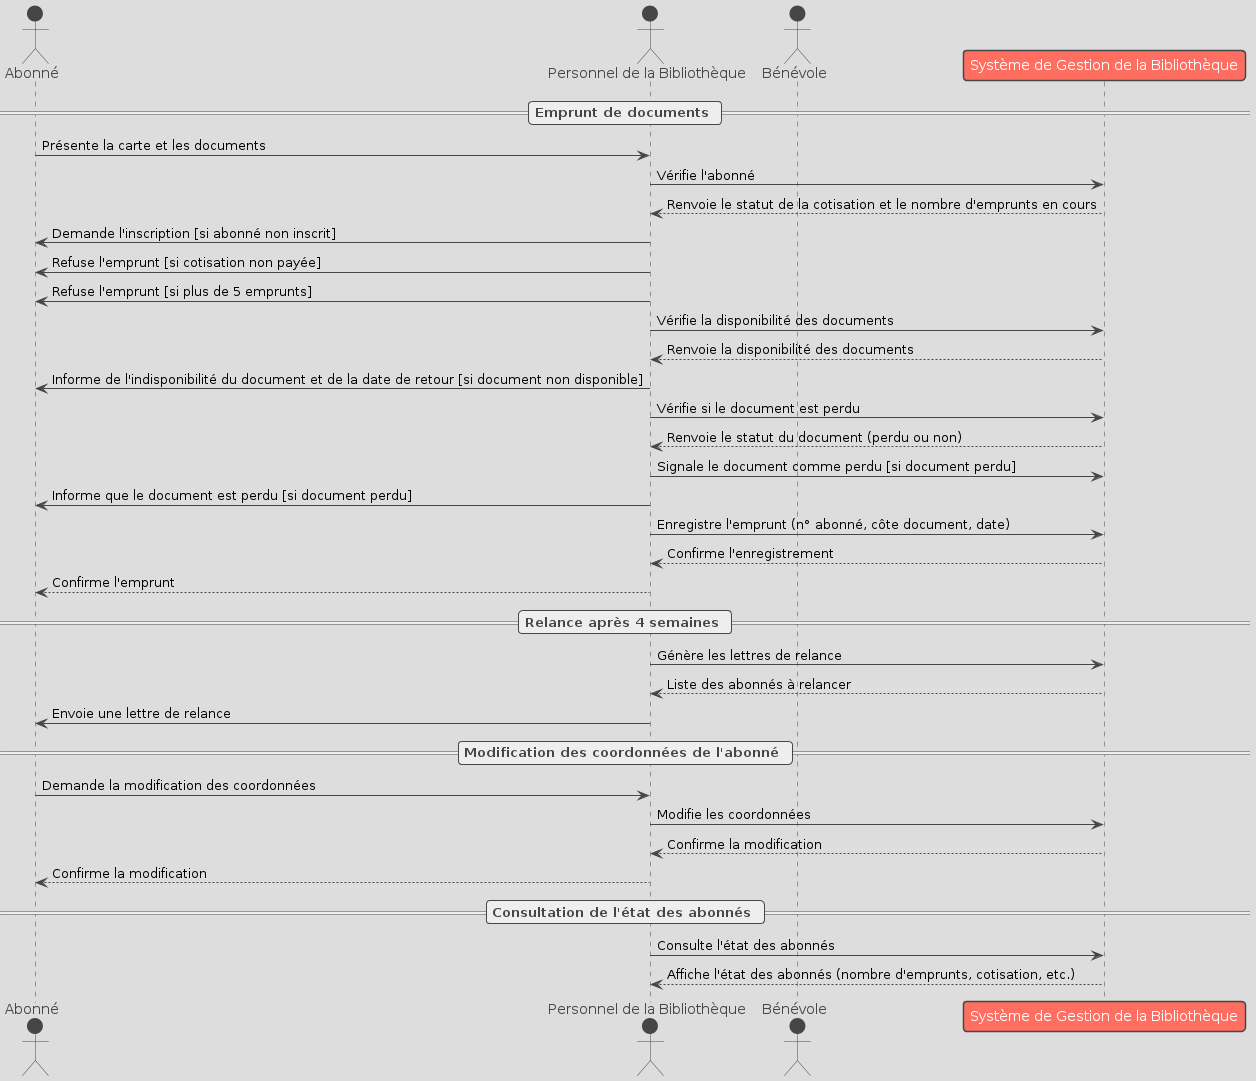 Abonné
Personnel de la Bibliothèque
Bénévole
Système de Gestion de la Bibliothèque
Emprunt de documents
Présente la carte et les documents
Vérifie l'abonné
Renvoie le statut de la cotisation et le nombre d'emprunts en cours
Demande l'inscription [si abonné non inscrit]
Refuse l'emprunt [si cotisation non payée]
Refuse l'emprunt [si plus de 5 emprunts]
Vérifie la disponibilité des documents
Renvoie la disponibilité des documents
Informe de l'indisponibilité du document et de la date de retour [si document non disponible]
Vérifie si le document est perdu
Renvoie le statut du document (perdu ou non)
Signale le document comme perdu [si document perdu]
Informe que le document est perdu [si document perdu]
Enregistre l'emprunt (n° abonné, côte document, date)
Confirme l'enregistrement
Confirme l'emprunt
Relance après 4 semaines
Génère les lettres de relance
Liste des abonnés à relancer
Envoie une lettre de relance
Modification des coordonnées de l'abonné
Demande la modification des coordonnées
Modifie les coordonnées
Confirme la modification
Confirme la modification
Consultation de l'état des abonnés
Consulte l'état des abonnés
Affiche l'état des abonnés (nombre d'emprunts, cotisation, etc.)
Abonné
Personnel de la Bibliothèque
Bénévole
Système de Gestion de la Bibliothèque